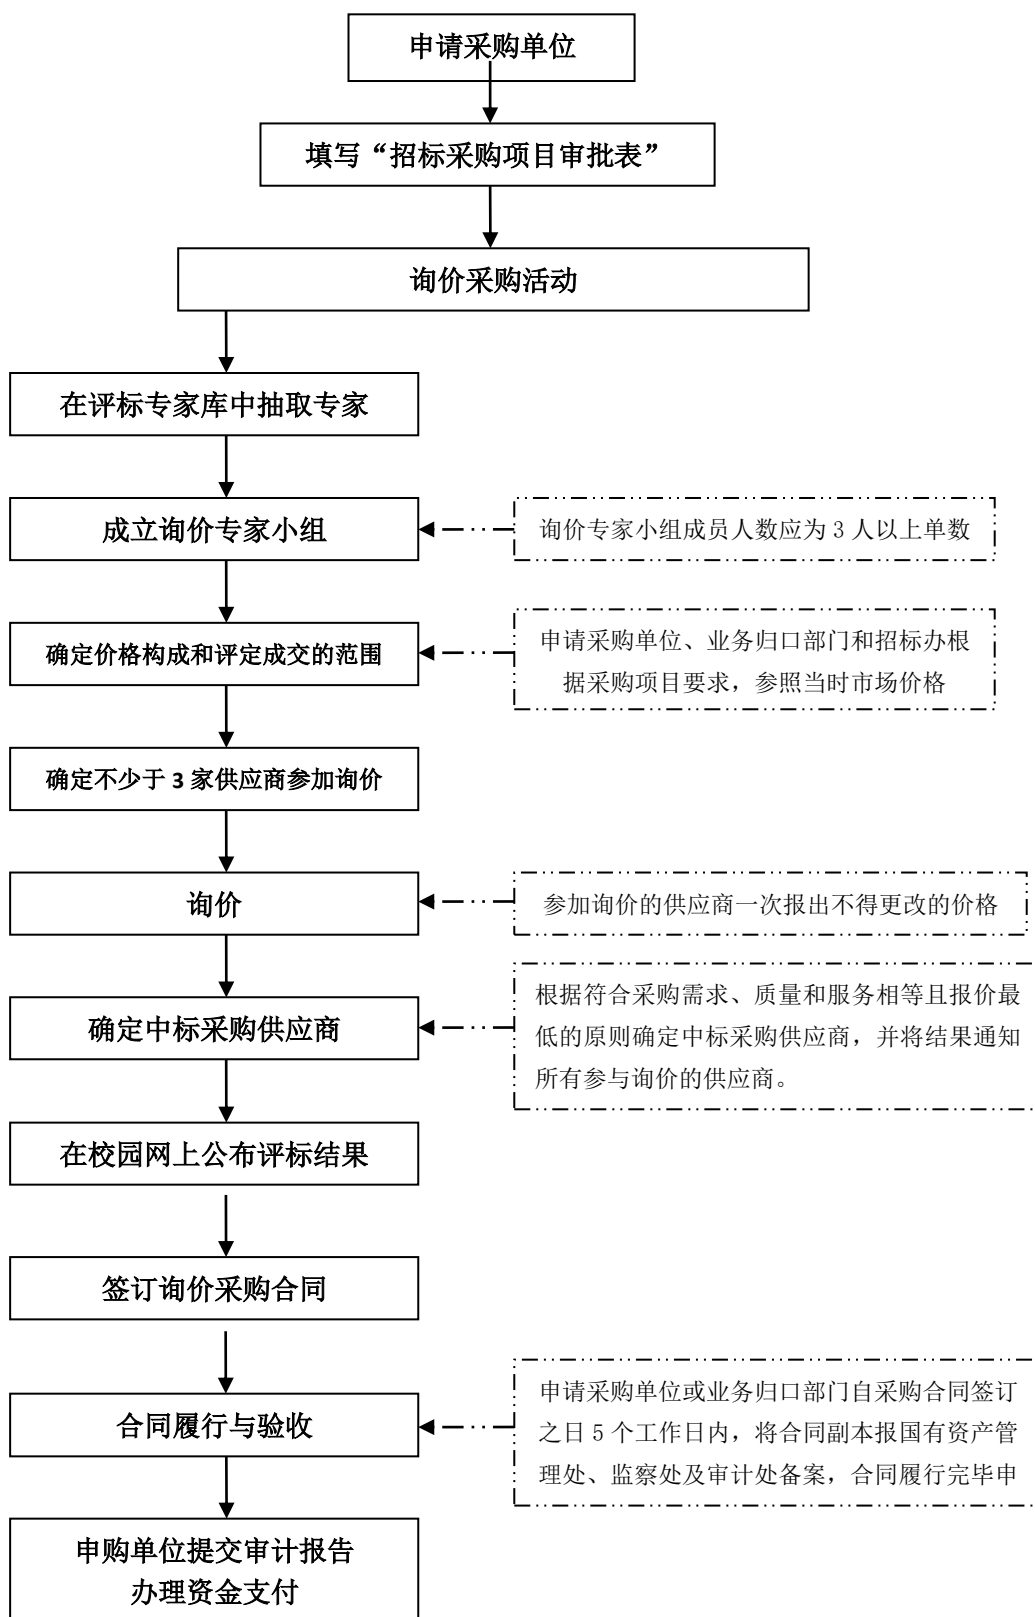 申请采购单位
填写“招标采购项目审批表”
询价采购活动
在评标专家库中抽取专家
成立询价专家小组
询价专家小组成员人数应为 3 人以上单数
确定价格构成和评定成交的范围
申请采购单位、业务归口部门和招标办根
据采购项目要求，参照当时市场价格
确定不少于 3 家供应商参加询价
询价
参加询价的供应商一次报出不得更改的价格
确定中标采购供应商
根据符合采购需求、质量和服务相等且报价最
低的原则确定中标采购供应商，并将结果通知
所有参与询价的供应商。
在校园网上公布评标结果
签订询价采购合同
合同履行与验收
申请采购单位或业务归口部门自采购合同签订
之日 5 个工作日内，将合同副本报国有资产管
理处、监察处及审计处备案，合同履行完毕申
申购单位提交审计报告
办理资金支付